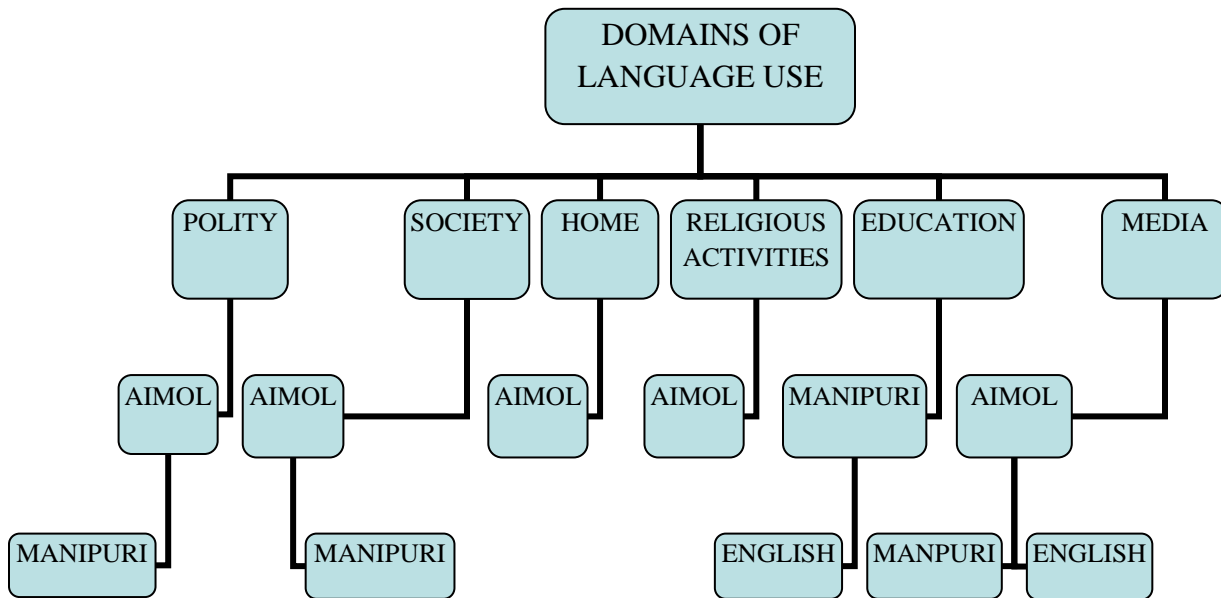 DOMAINS OF
LANGUAGE USE
POLITY
SOCIETY
HOME
RELIGIOUS
ACTIVITIES
EDUCATION
MEDIA
AIMOL
AIMOL
AIMOL
AIMOL
MANIPURI
AIMOL
MANIPURI
MANIPURI
ENGLISH
MANPURI
ENGLISH